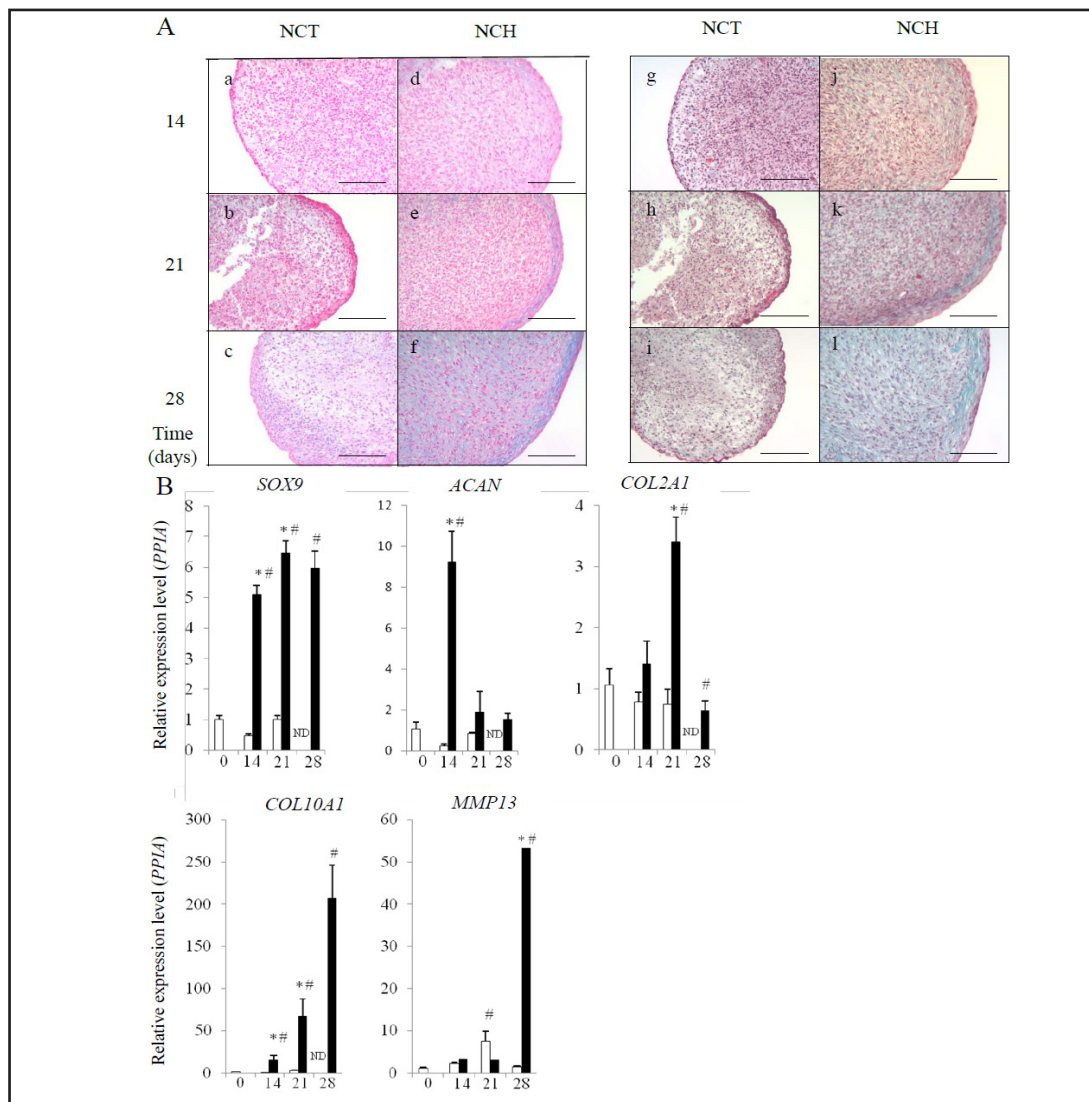 A
NCT NCH NCT NCH
a d g j
14
b e h k
21
c f i l
28
Time
(days)
B
SOX9 ACAN COL2A1
Relative expression level (PPIA)
8
7
6
5
4
3
2
1
0
*# *# #
ND
0 14 21 28
12
10
8
6
4
2
0
*#
ND
0 14 21 28
4
3
2
1
0
*# #
ND
0 14 21 28
COL10A1 MMP13
Relative expression level (PPIA)
300
250
200
150
100
50
0
*# *# #
ND
0 14 21 28
60
50
40
30
20
10
0
# *#
0 14 21 28